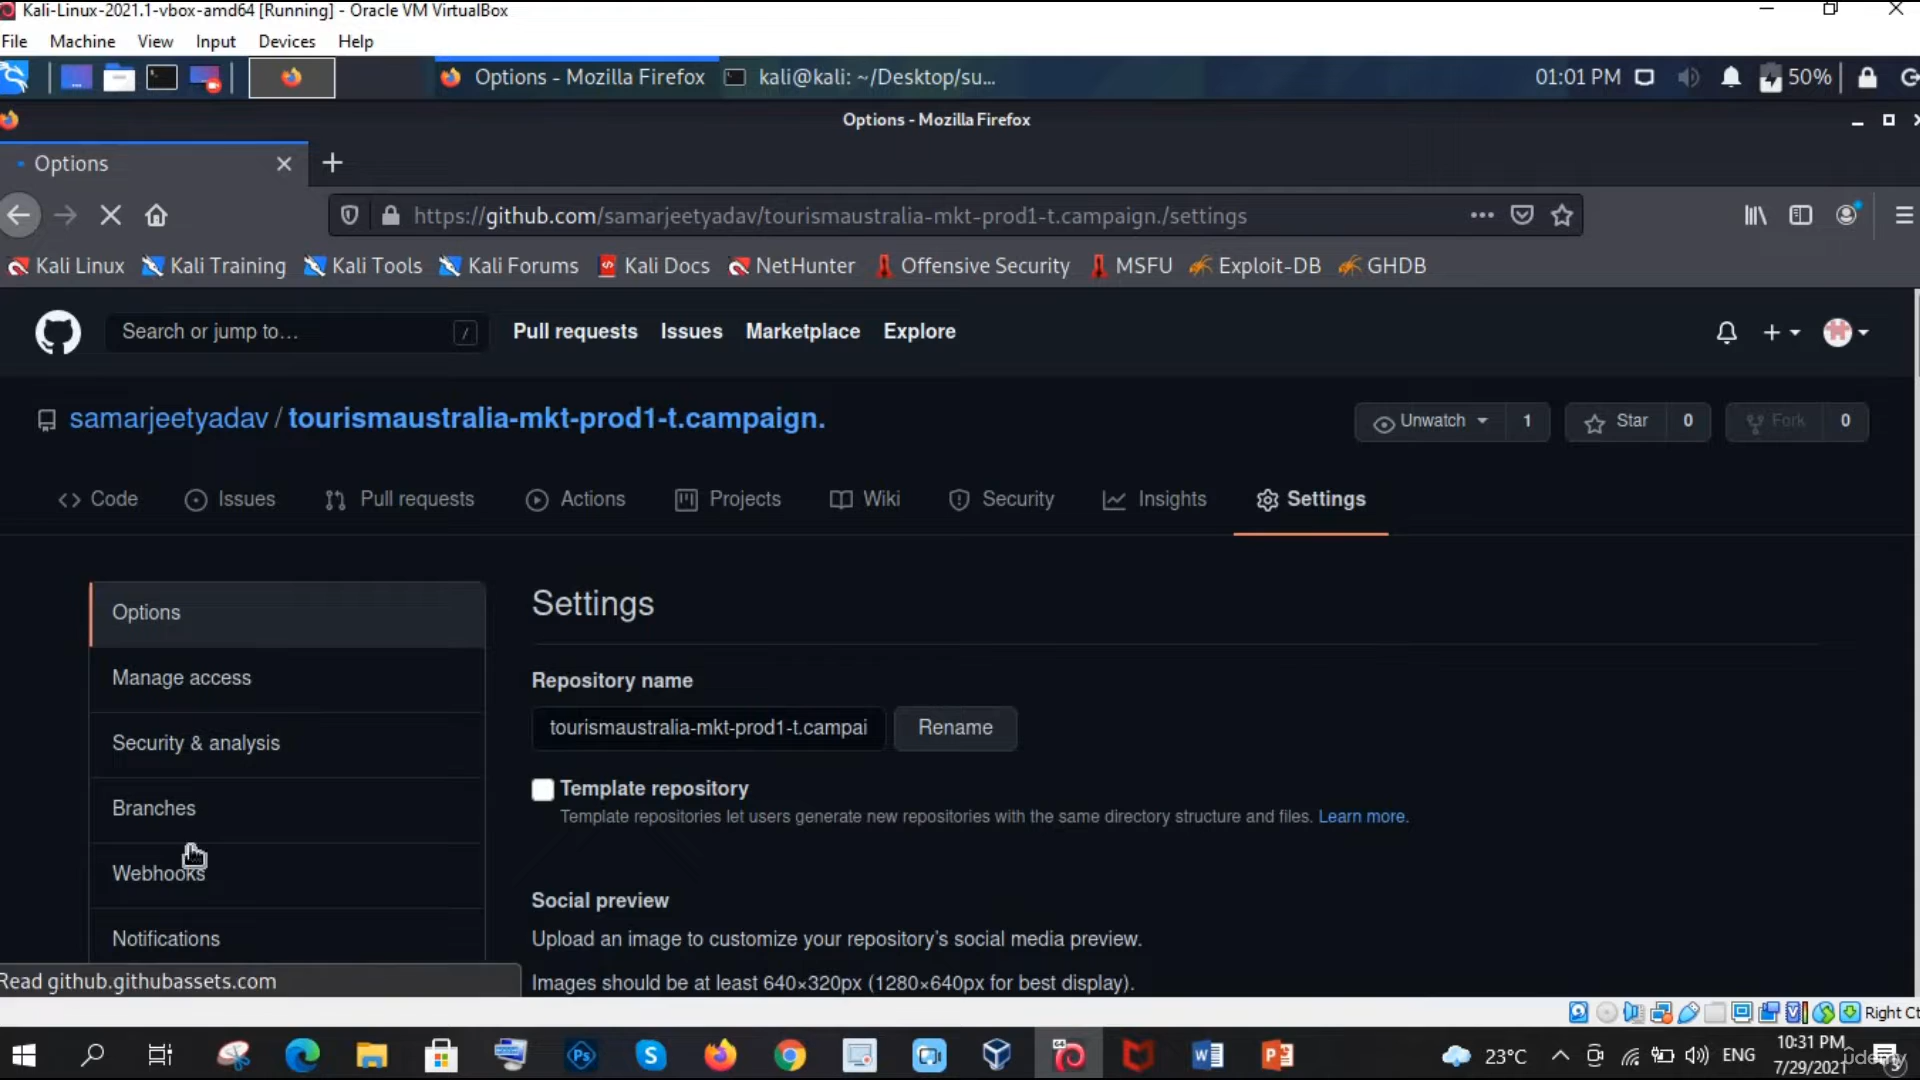 Kali-Linux-2021.1-vbox-amd64 [Running] - Oracle VM VirtualBox
File Machine View Input Devices Help
Options - Mozilla Firefox kali@kali: ~/Desktop/su... 01:01 PM 50%
Options - Mozilla Firefox
Options
https://github.com/samarjeetyadav/tourismaustralia-mkt-prod1-t.campaign./settings
Kali Linux Kali Training Kali Tools Kali Forums Kali Docs NetHunter Offensive Security MSFU Exploit-DB GHDB
Search or jump to... / Pull requests Issues Marketplace Explore
samarjeetyadav / tourismaustralia-mkt-prod1-t.campaign. Unwatch 1 Star 0 Fork 0
Code Issues Pull requests Actions Projects Wiki Security Insights Settings
Options
Manage access
Security & analysis
Branches
Webhooks
Notifications
Settings
Repository name
tourismaustralia-mkt-prod1-t.campai Rename
Template repository
Template repositories let users generate new repositories with the same directory structure and files. Learn more.
Social preview
Upload an image to customize your repository's social media preview.
Images should be at least 640×320px (1280×640px for best display).
Read github.githubassets.com
Right Ct
23°C ENG 10:31 PM
7/29/2021
ûdemy